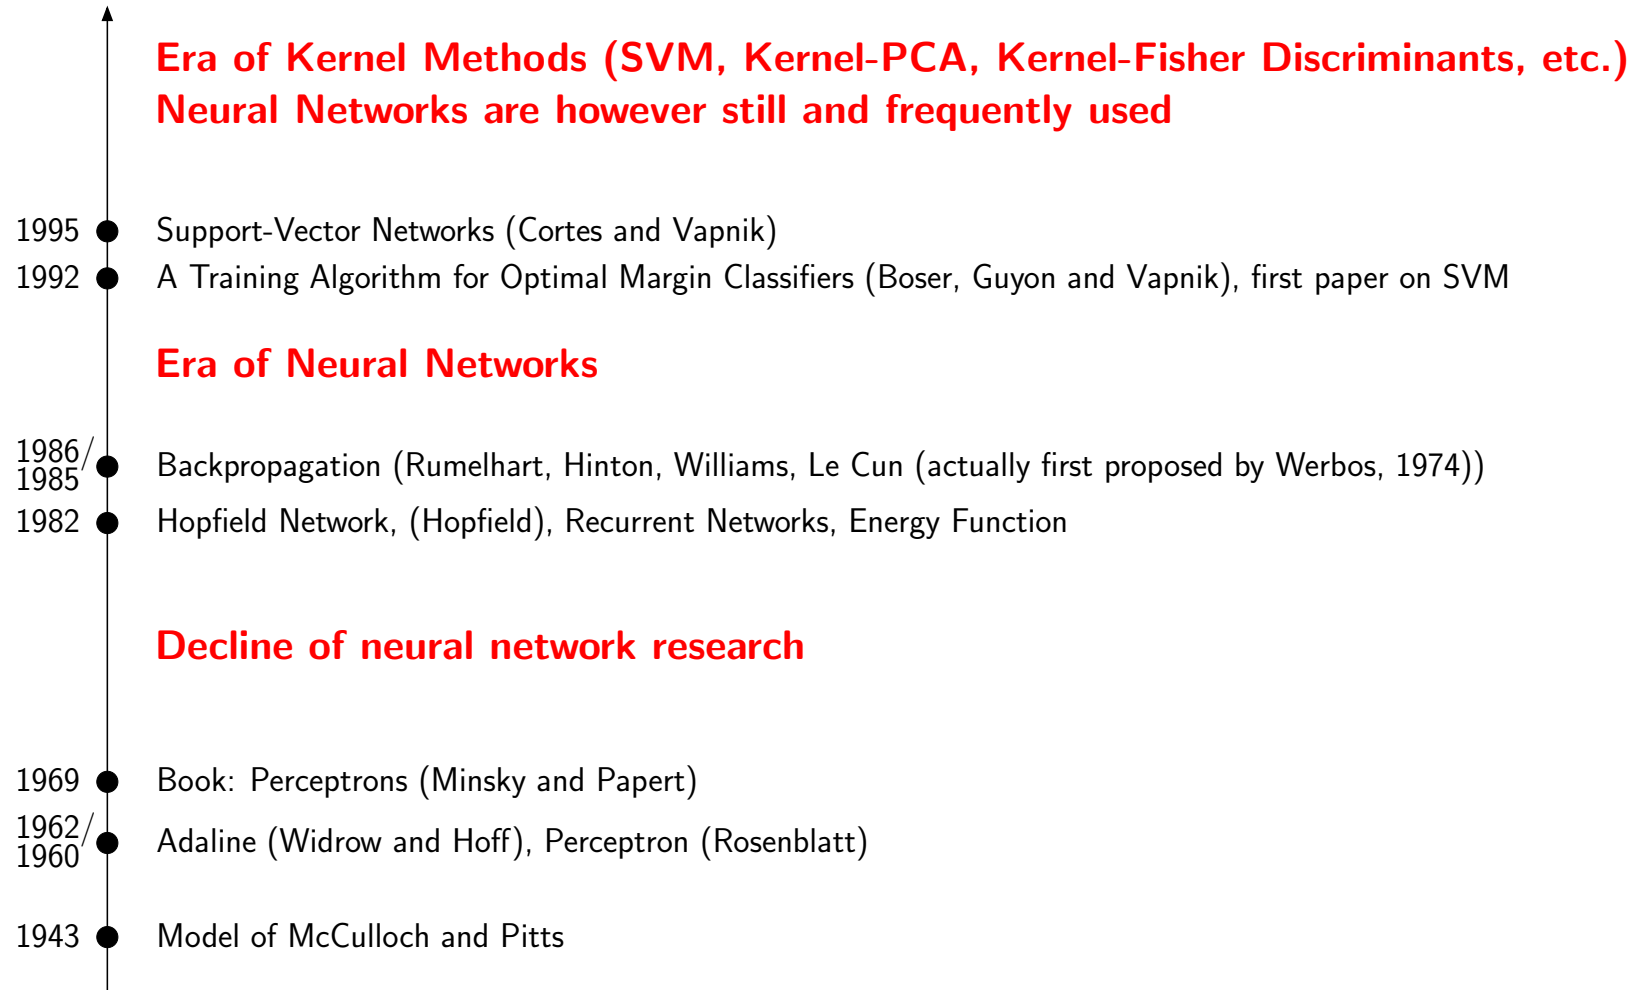 Era of Kernel Methods (SVM, Kernel-PCA, Kernel-Fisher Discriminants, etc.)
Neural Networks are however still and frequently used
1995 Support-Vector Networks (Cortes and Vapnik)
1992 A Training Algorithm for Optimal Margin Classifiers (Boser, Guyon and Vapnik), first paper on SVM
Era of Neural Networks
1986/
1985 Backpropagation (Rumelhart, Hinton, Williams, Le Cun (actually first proposed by Werbos, 1974))
1982 Hopfield Network, (Hopfield), Recurrent Networks, Energy Function
Decline of neural network research
1969 Book: Perceptrons (Minsky and Papert)
1962/
1960 Adaline (Widrow and Hoff), Perceptron (Rosenblatt)
1943 Model of McCulloch and Pitts